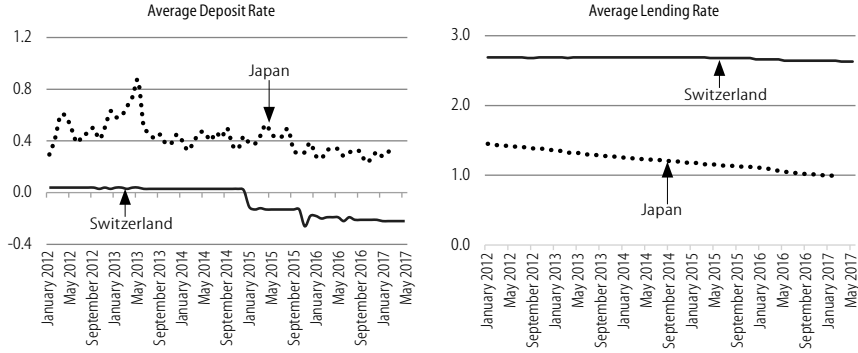 Average Deposit Rate
1.2
0.8
0.4
0.0
-0.4
Japan
Switzerland
January 2012
May 2012
September 2012
January 2013
May 2013
September 2013
January 2014
May 2014
September 2014
January 2015
May 2015
September 2015
January 2016
May 2016
September 2016
January 2017
May 2017
Average Lending Rate
3.0
2.0
1.0
0.0
Switzerland
Japan
January 2012
May 2012
September 2012
January 2013
May 2013
September 2013
January 2014
May 2014
September 2014
January 2015
May 2015
September 2015
January 2016
May 2016
September 2016
January 2017
May 2017